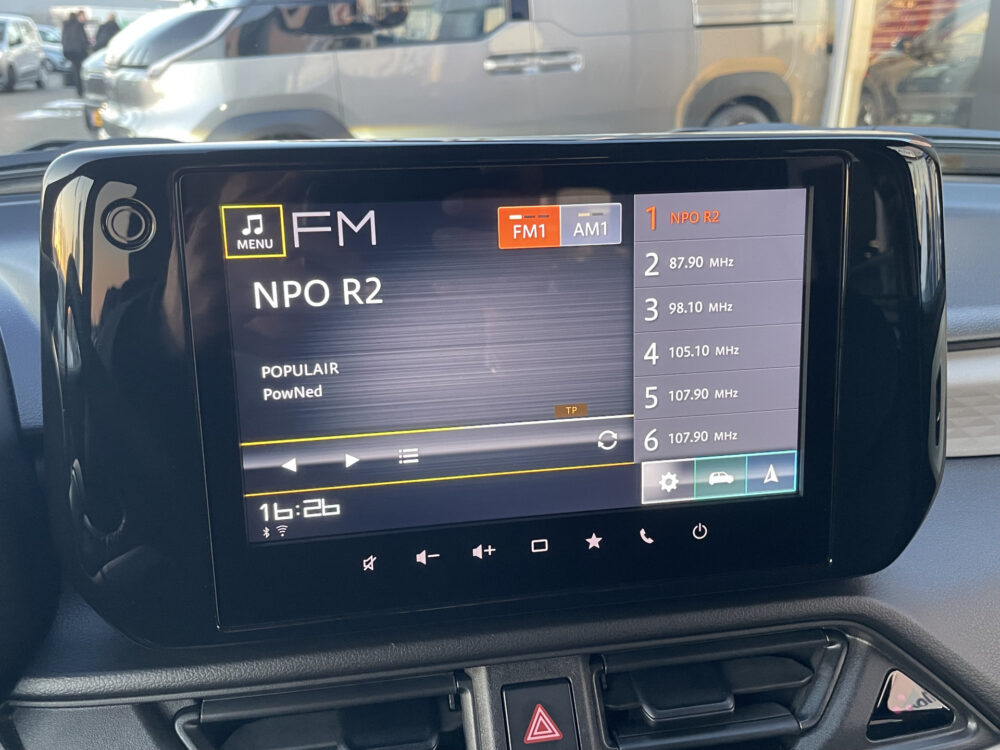 MENU FM
FM1 AM1
NPO R2
POPULAIR
PowNed
TP
16:26
1 NPO R2
2 87.90 MHz
3 98.10 MHz
4 105.10 MHz
5 107.90 MHz
6 107.90 MHz